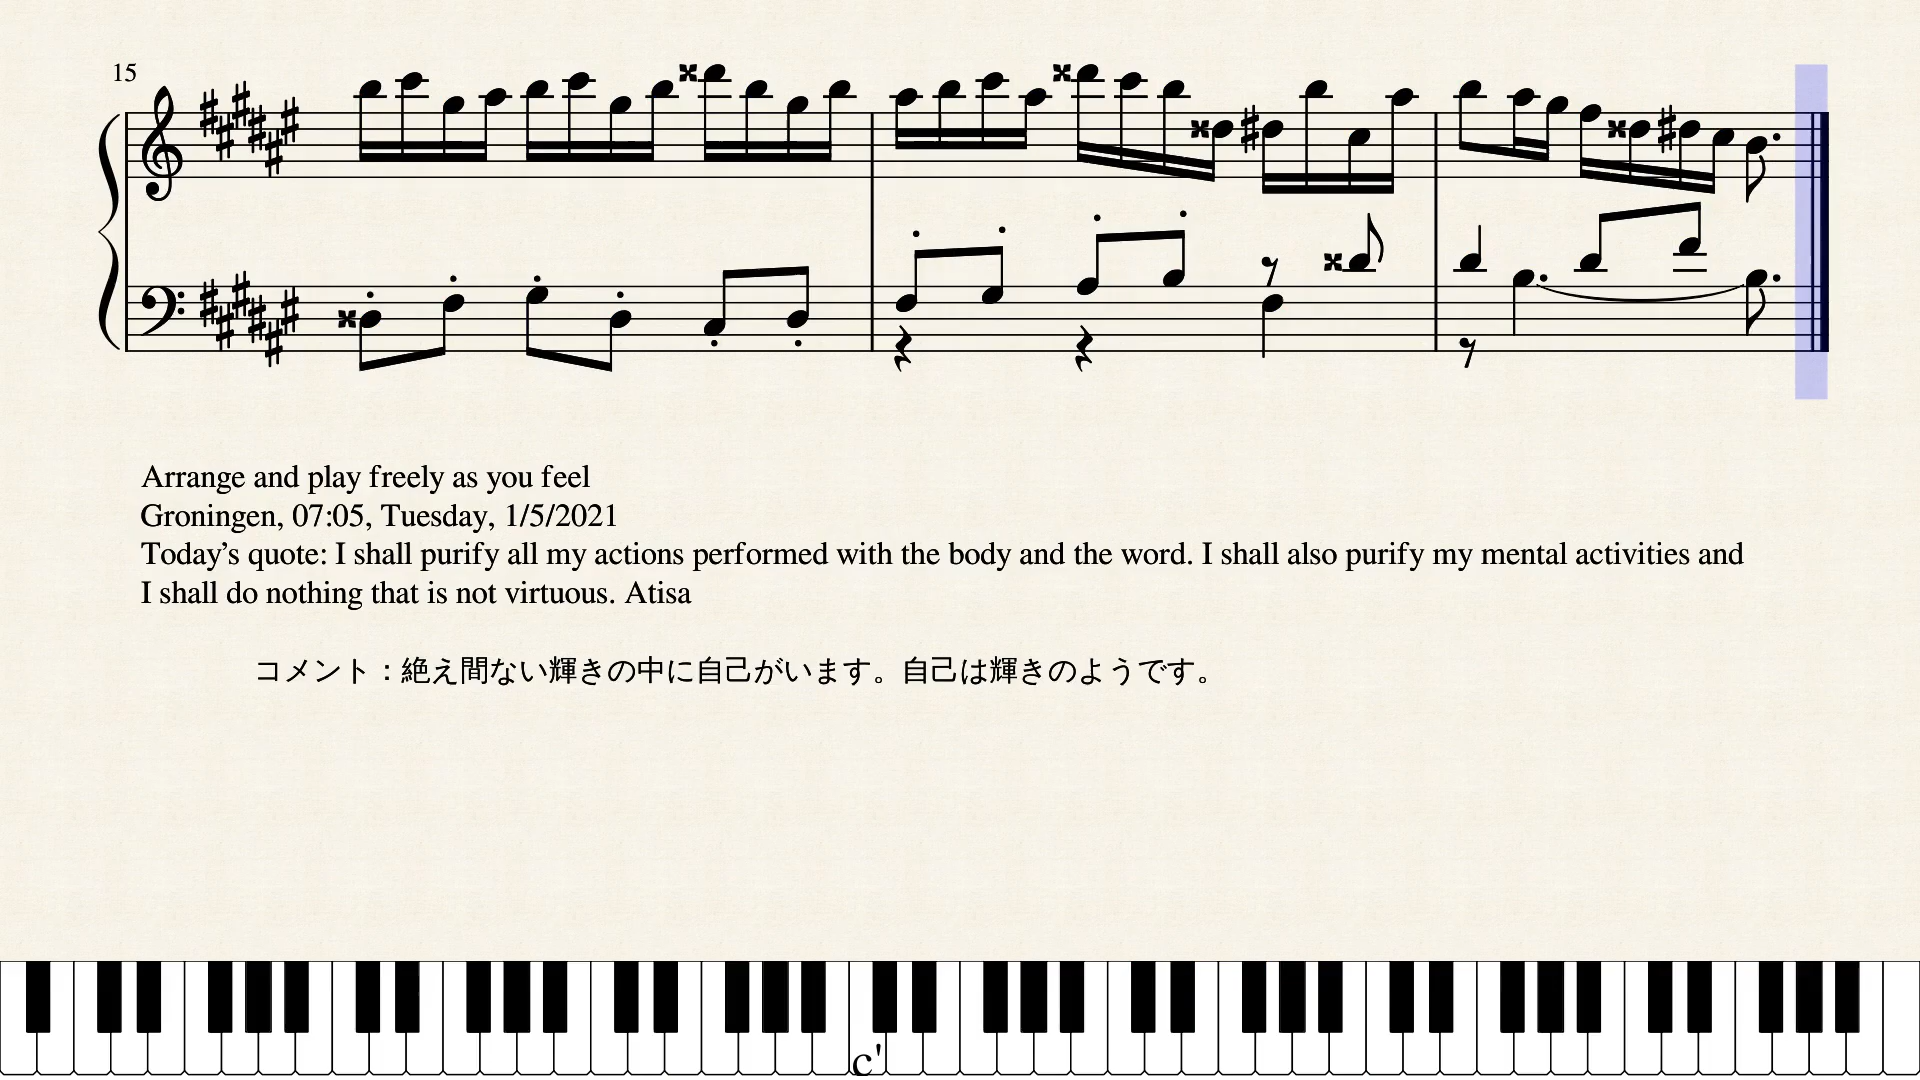 15
Arrange and play freely as you feel
Groningen, 07:05, Tuesday, 1/5/2021
Today’s quote: I shall purify all my actions performed with the body and the word. I shall also purify my mental activities and
I shall do nothing that is not virtuous. Atisa
コメント：絶え間ない輝きの中に自己がいます。自己は輝きのようです。
c'